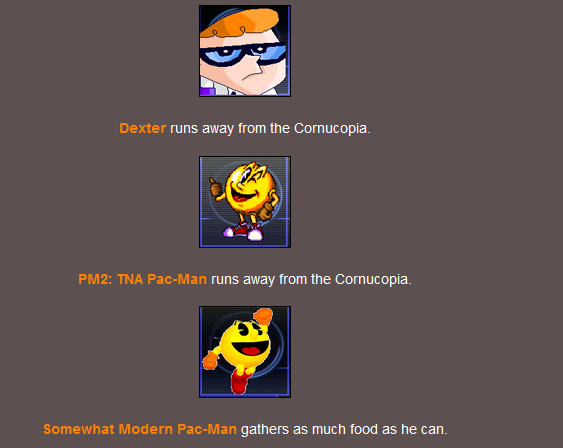 Dexter runs away from the Cornucopia.
PM2: TNA Pac-Man runs away from the Cornucopia.
Somewhat Modern Pac-Man gathers as much food as he can.